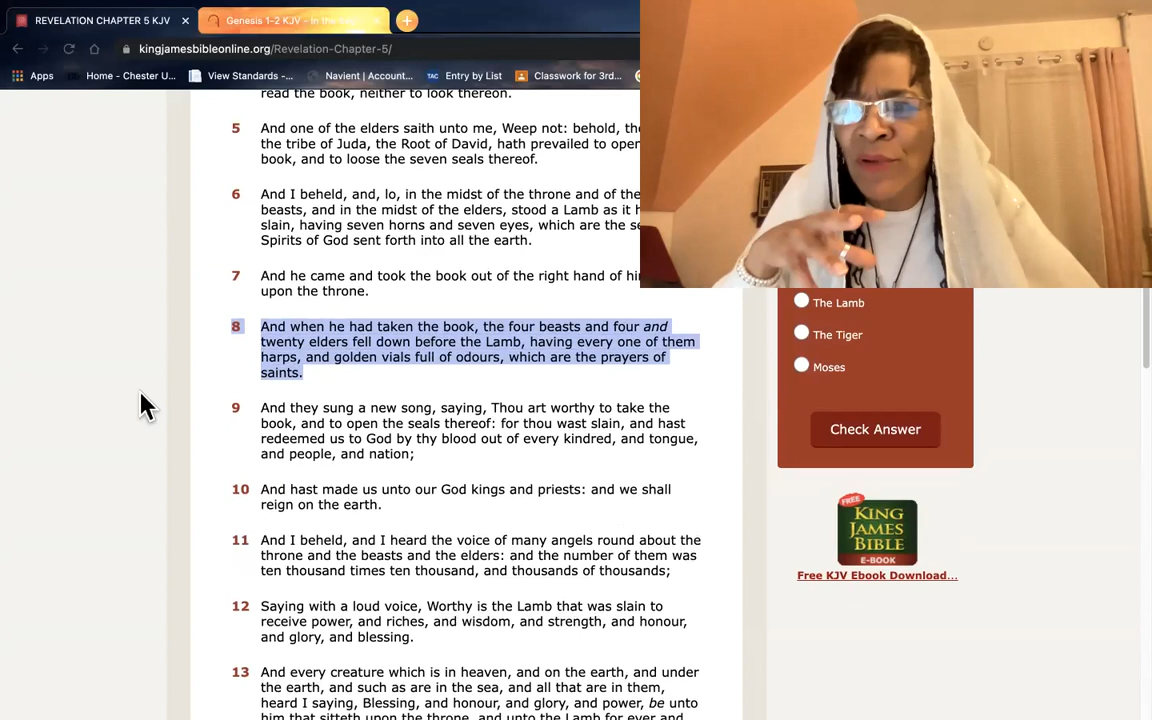 REVELATION CHAPTER 5 KJV
Genesis 1-2 KJV - In the
kingjamesbibleonline.org/Revelation-Chapter-5/
Apps Home - Chester U... View Standards -... Navient | Account... TAC Entry by List Classwork for 3rd...
read the book, neither to look thereon.
5 And one of the elders saith unto me, Weep not: behold, the
the tribe of Juda, the Root of David, hath prevailed to open
book, and to loose the seven seals thereof.
6 And I beheld, and, lo, in the midst of the throne and of the
beasts, and in the midst of the elders, stood a Lamb as it h
slain, having seven horns and seven eyes, which are the se
Spirits of God sent forth into all the earth.
7 And he came and took the book out of the right hand of hi
upon the throne.
8 And when he had taken the book, the four beasts and four and
twenty elders fell down before the Lamb, having every one of them
harps, and golden vials full of odours, which are the prayers of
saints.
9 And they sung a new song, saying, Thou art worthy to take the
book, and to open the seals thereof: for thou wast slain, and hast
redeemed us to God by thy blood out of every kindred, and tongue,
and people, and nation;
10 And hast made us unto our God kings and priests: and we shall
reign on the earth.
11 And I beheld, and I heard the voice of many angels round about the
throne and the beasts and the elders: and the number of them was
ten thousand times ten thousand, and thousands of thousands;
12 Saying with a loud voice, Worthy is the Lamb that was slain to
receive power, and riches, and wisdom, and strength, and honour,
and glory, and blessing.
13 And every creature which is in heaven, and on the earth, and under
the earth, and such as are in the sea, and all that are in them,
heard I saying, Blessing, and honour, and glory, and power, be unto
him that sitteth upon the throne, and unto the Lamb for ever and
The Lamb
The Tiger
Moses
Check Answer
FREE
KING
JAMES
BIBLE
E-BOOK
Free KJV Ebook Download...